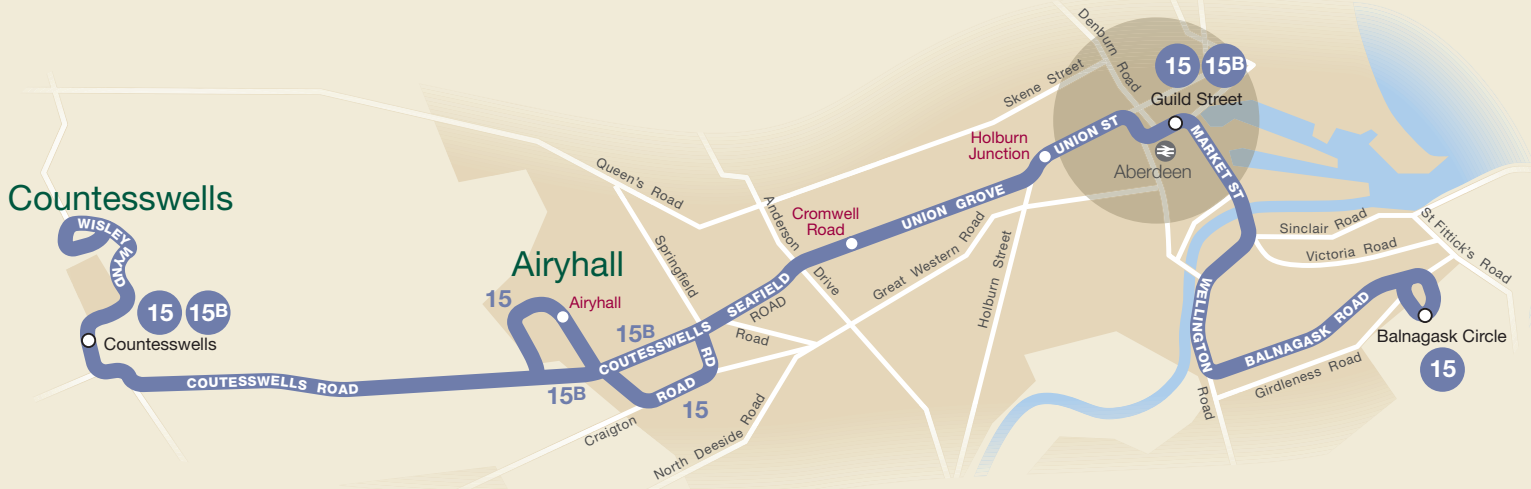 Denburn Road
15 15B
Skene Street
Guild Street
Holburn
Junction
UNION ST
MARKET ST
Aberdeen
Queen's Road
Countesswells
Anderson
Drive
Cromwell
Road
UNION GROVE
Great Western Road
Holburn Street
Sinclair Road
St Fittick's Road
Victoria Road
WISLEY
WYND
Springfield
Airyhall
15
Airyhall
SEAFIELD
ROAD
WELLINGTON
Road
BALNAGASK ROAD
15 15B
Countesswells
15B
COUTESSWELLS
Road
RD
Balnagask Circle
15
Girdleness Road
COUTESSWELLS ROAD
15B
ROAD
15
Craigton
North Deeside Road